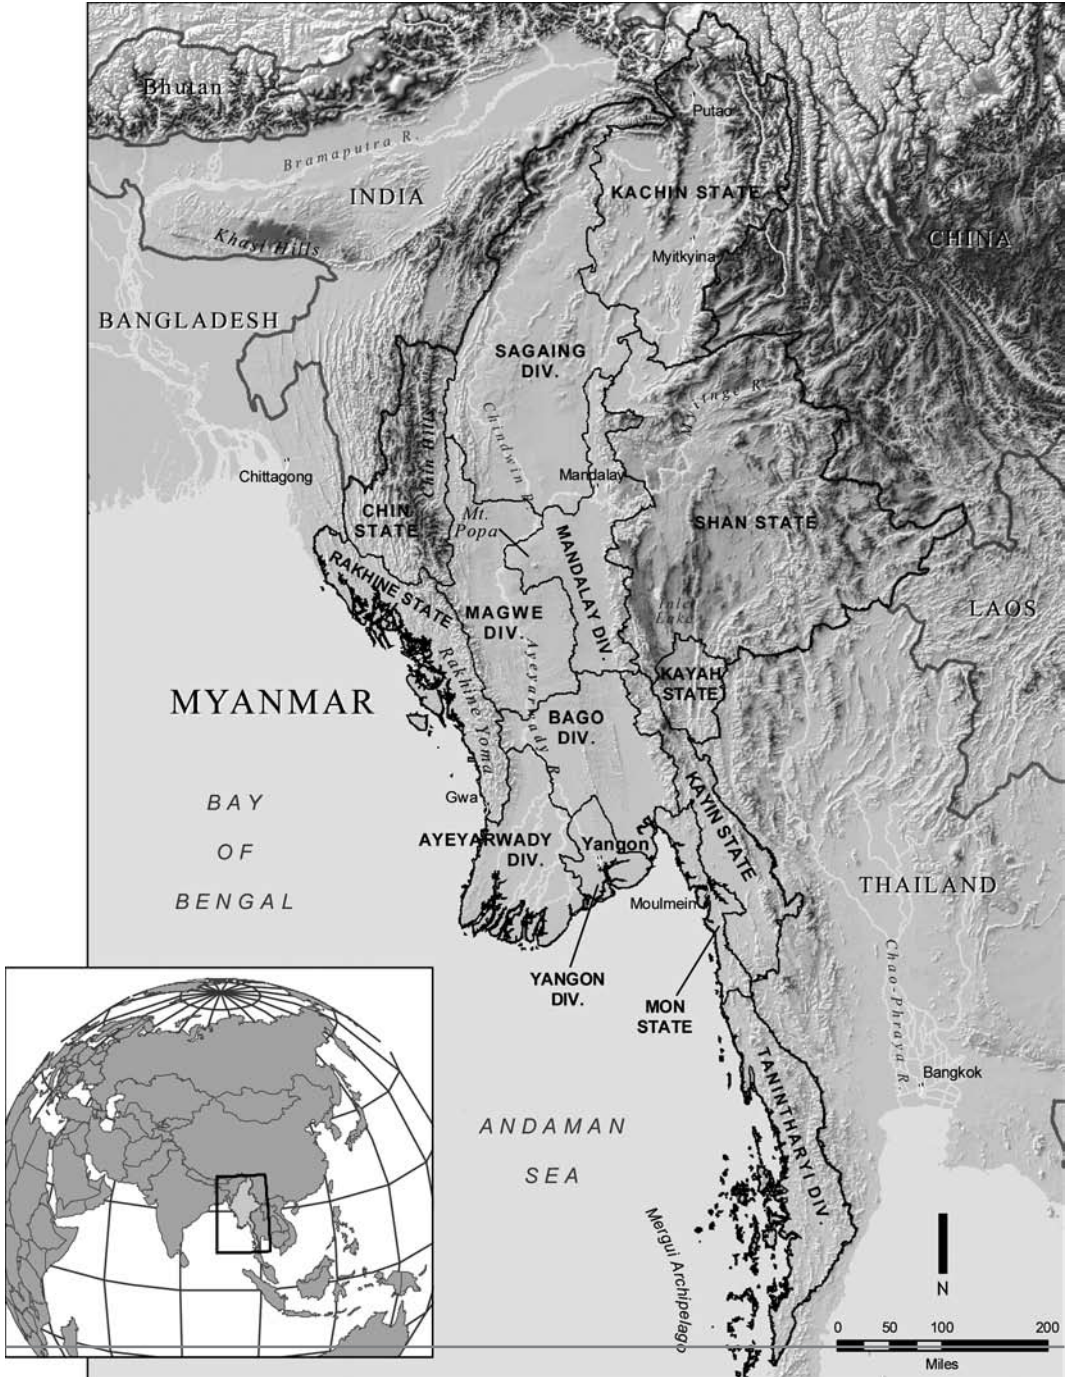 Bhutan
Putao
Bramaputra R.
INDIA
KACHIN STATE
Khasi Hills
CHINA
Myitkyina
BANGLADESH
SAGAING
DIV.
Myitnge R.
Chindwin R.
Chin Hills
Chittagong
Mandalay
CHIN
STATE
Mt.
Popa
SHAN STATE
MANDALAY DIV.
RAKHINE STATE
Inle
Lake
LAOS
MAGWE
DIV.
Ayeyarwady R.
Rakhine Yoma
KAYAH
STATE
MYANMAR
BAGO
DIV.
BAY
OF
BENGAL
Gwa
KAYIN STATE
AYEYARWADY
DIV.
Yangon
THAILAND
Moulmein
YANGON
DIV.
MON
STATE
Chao-Phraya R.
Bangkok
TANINTHARYI DIV.
ANDAMAN
SEA
Mergui Archipelago
N
0 50 100 200
Miles